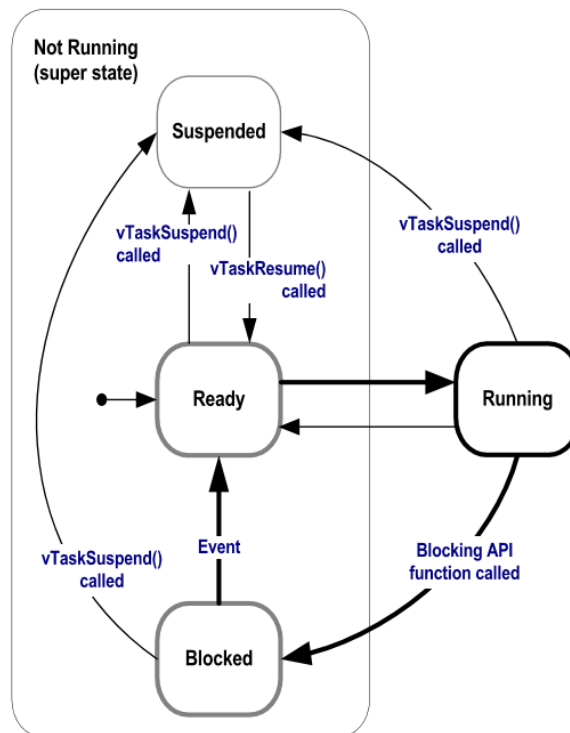 Not Running
(super state)
Suspended
vTaskSuspend()
called
vTaskResume()
called
vTaskSuspend()
called
Ready
Running
Event
Blocking API
function called
vTaskSuspend()
called
Blocked